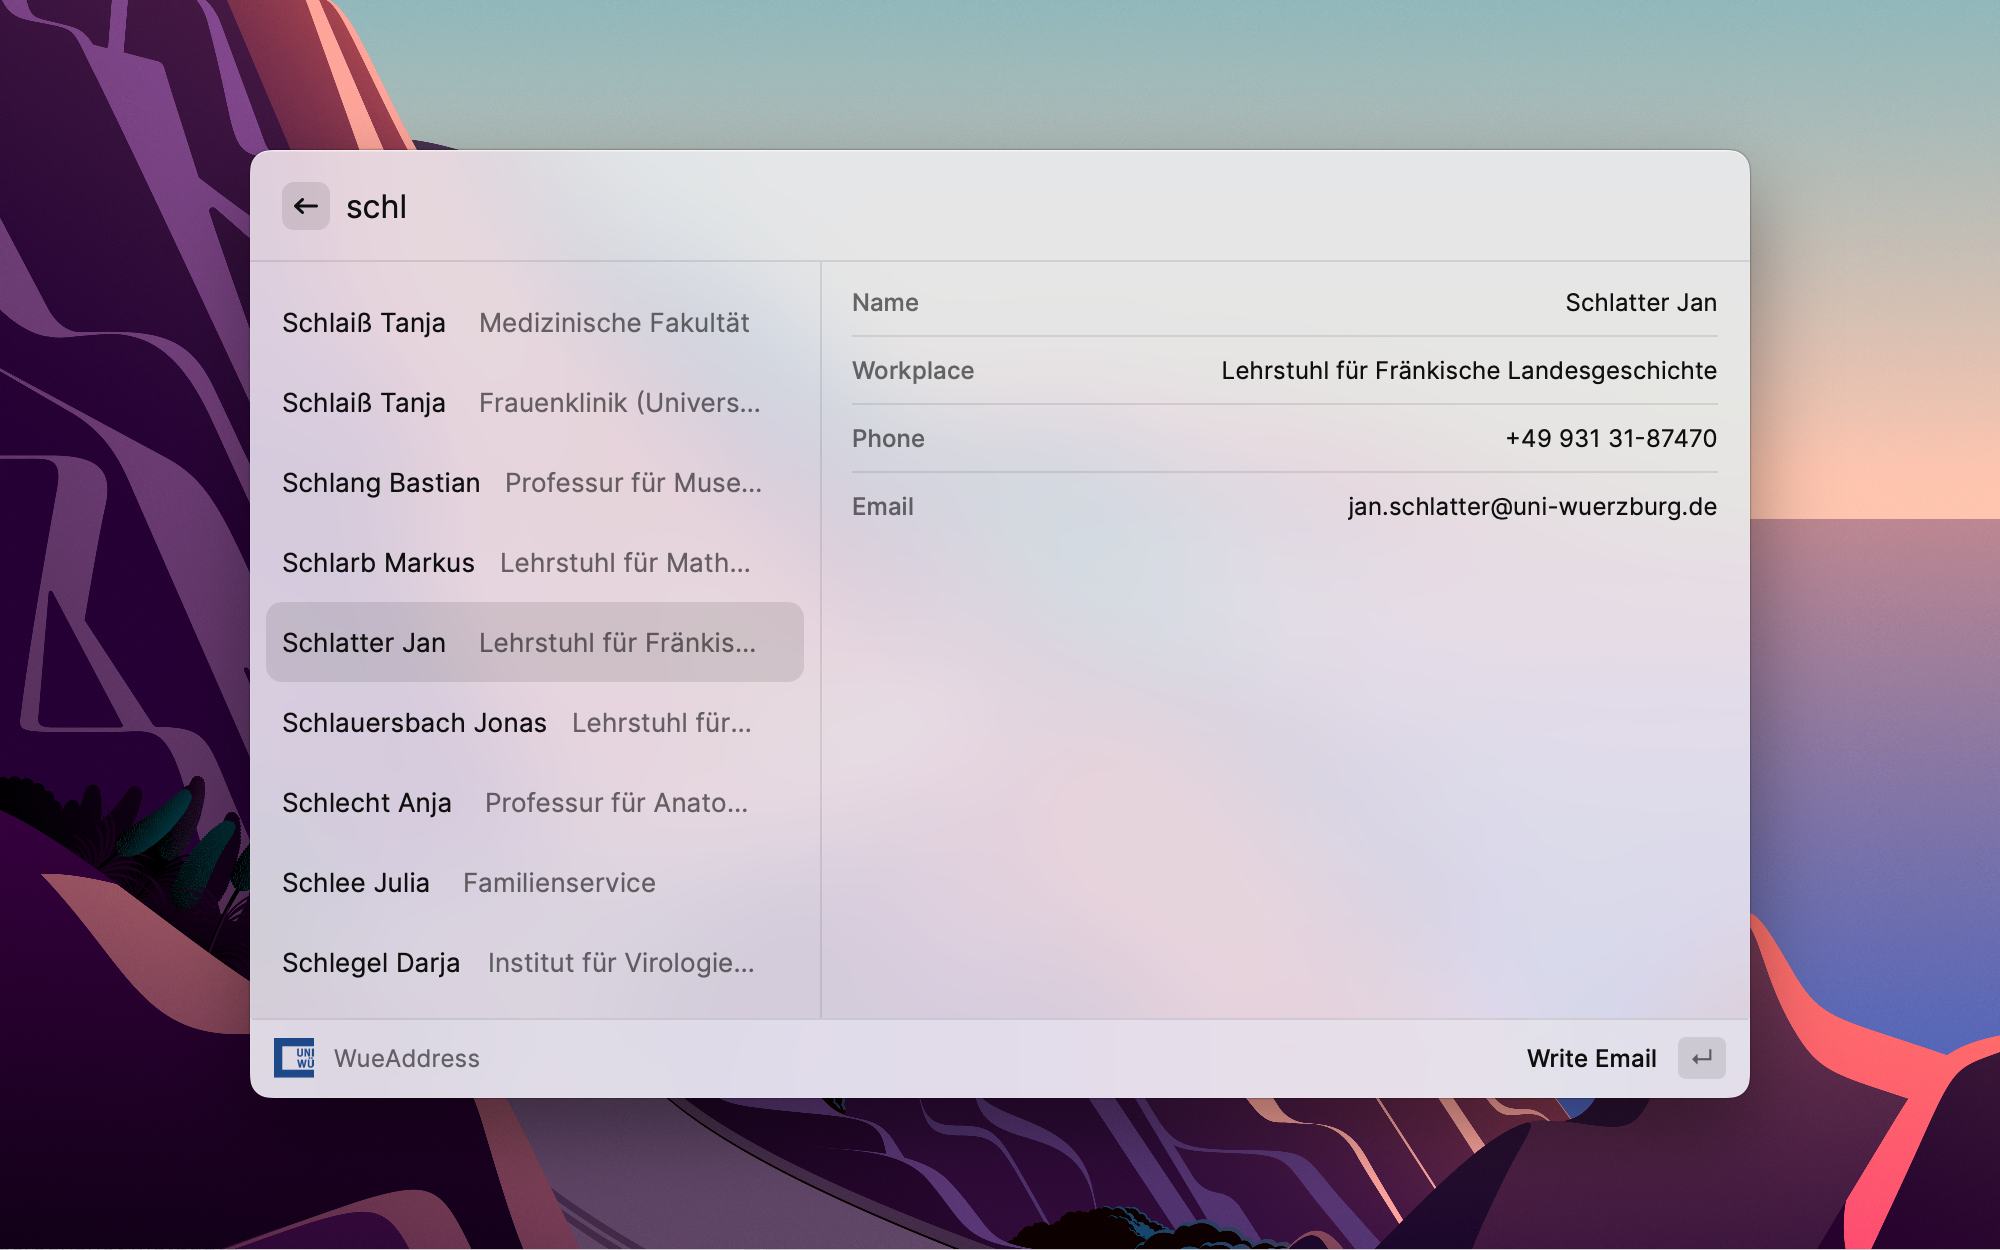 schl
Schlaiß Tanja Medizinische Fakultät
Schlaiß Tanja Frauenklinik (Univers...
Schlang Bastian Professur für Muse...
Schlarb Markus Lehrstuhl für Math...
Schlatter Jan Lehrstuhl für Fränkis...
Schlauersbach Jonas Lehrstuhl für...
Schlecht Anja Professur für Anato...
Schlee Julia Familienservice
Schlegel Darja Institut für Virologie...
Name Schlatter Jan
Workplace Lehrstuhl für Fränkische Landesgeschichte
Phone +49 931 31-87470
Email jan.schlatter@uni-wuerzburg.de
UNI
WÜ
WueAddress
Write Email